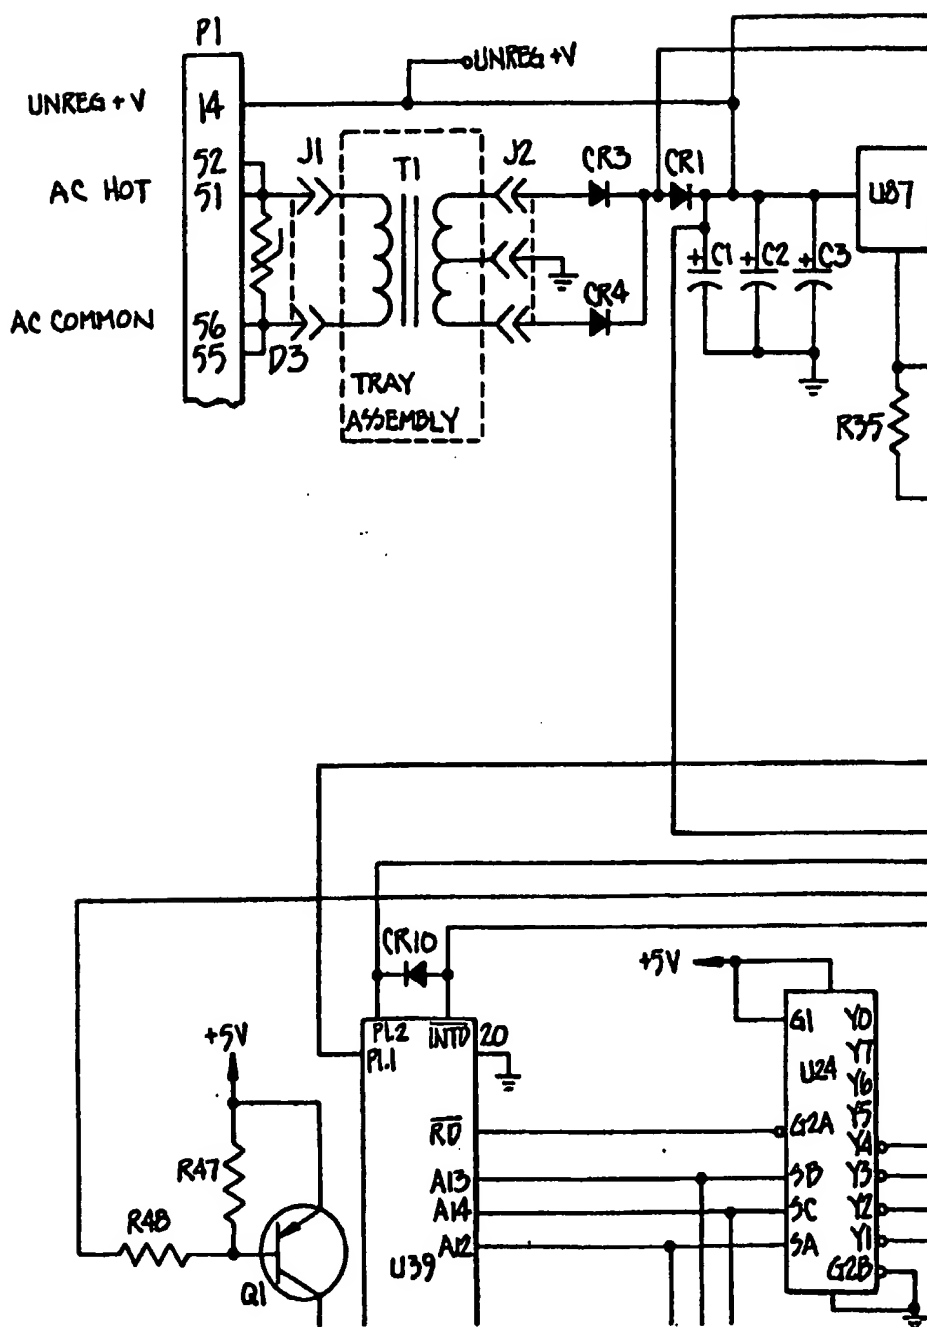 P1
UNREG +V
UNREG + V 14
52 J1 T1 J2 CR3 CR1
AC HOT 51 U87
+ C1 + C2 + C3
CR4
AC COMMON 56
55 D3
TRAY
ASSEMBLY
R35
CR10
+5V
+5V
P1.2 INT0 20
P1.1
G1 Y0
Y7
U24
Y6
Y5
RD G2A
Y4
R47
A13 SB Y3
A14 SC Y2
R48
A12 SA Y1
U39 G2B
Q1